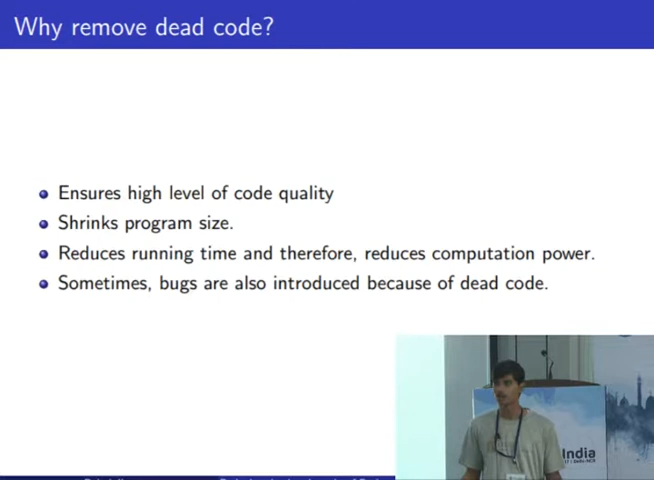 Why remove dead code?
Ensures high level of code quality
Shrinks program size.
Reduces running time and therefore, reduces computation power.
Sometimes, bugs are also introduced because of dead code.
India